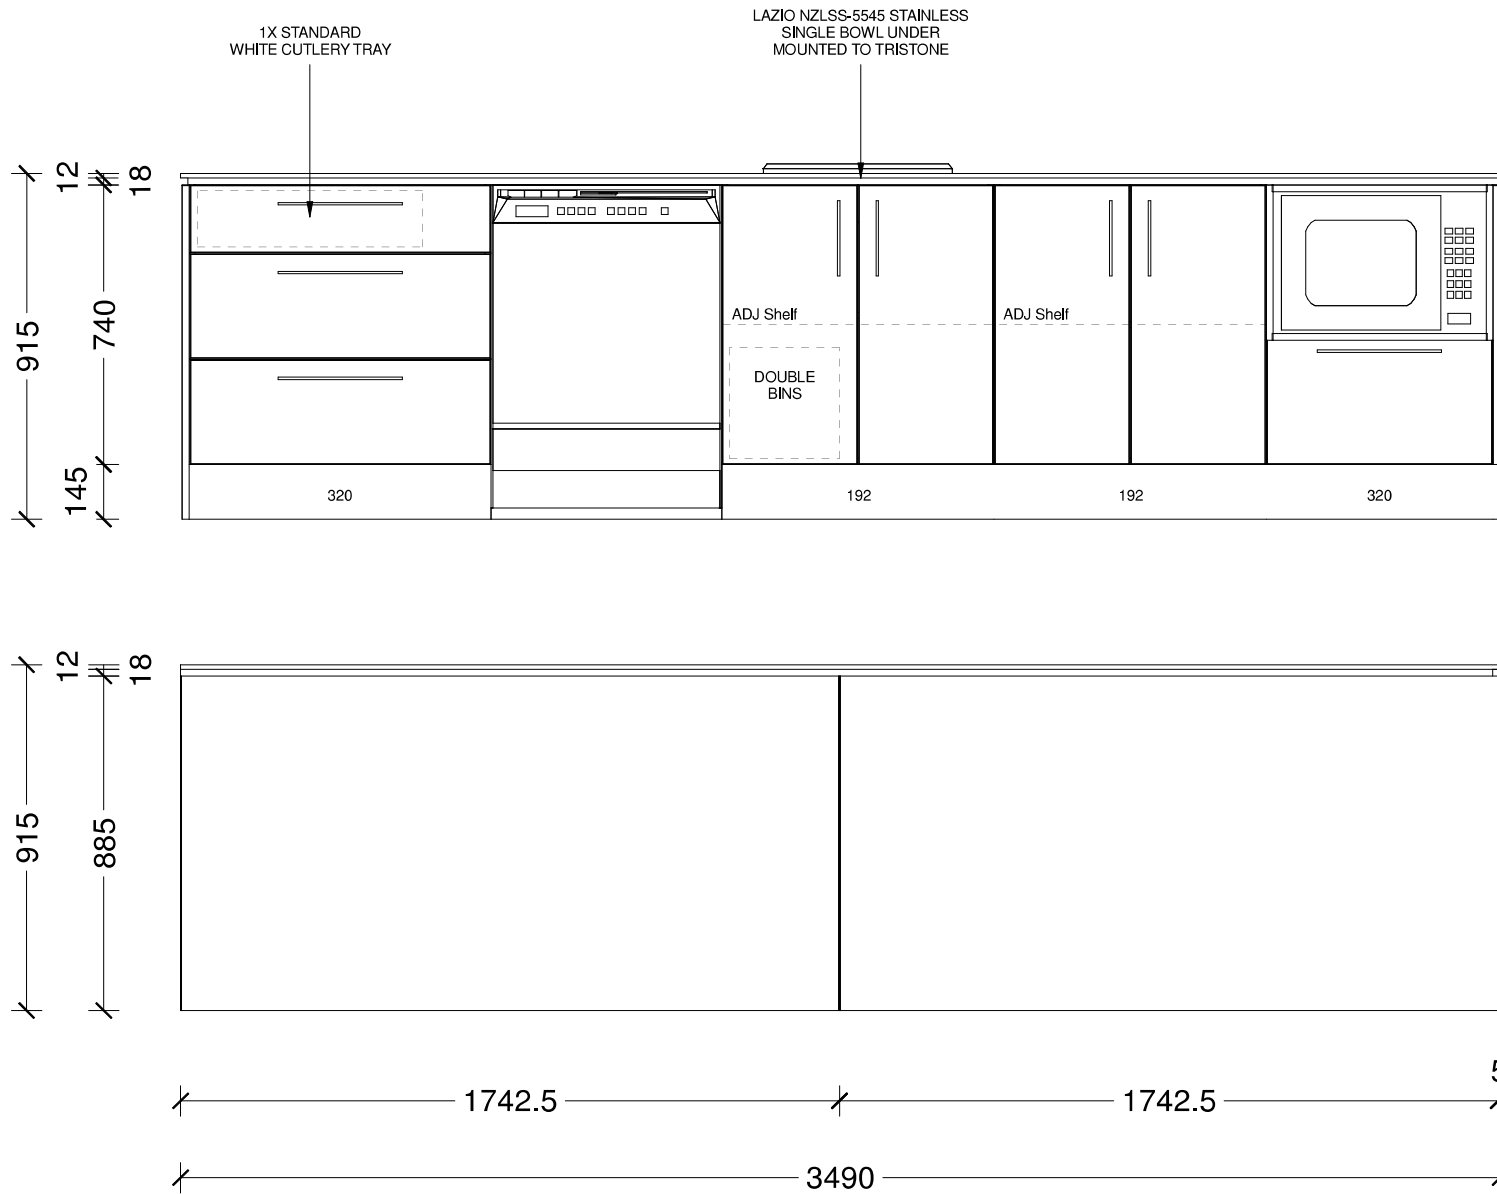 1X STANDARD
WHITE CUTLERY TRAY
LAZIO NZLSS-5545 STAINLESS
SINGLE BOWL UNDER
MOUNTED TO TRISTONE
12
18
915
740
145
ADJ Shelf
ADJ Shelf
DOUBLE
BINS
320
192
192
320
12
18
915
885
5
1742.5
1742.5
3490